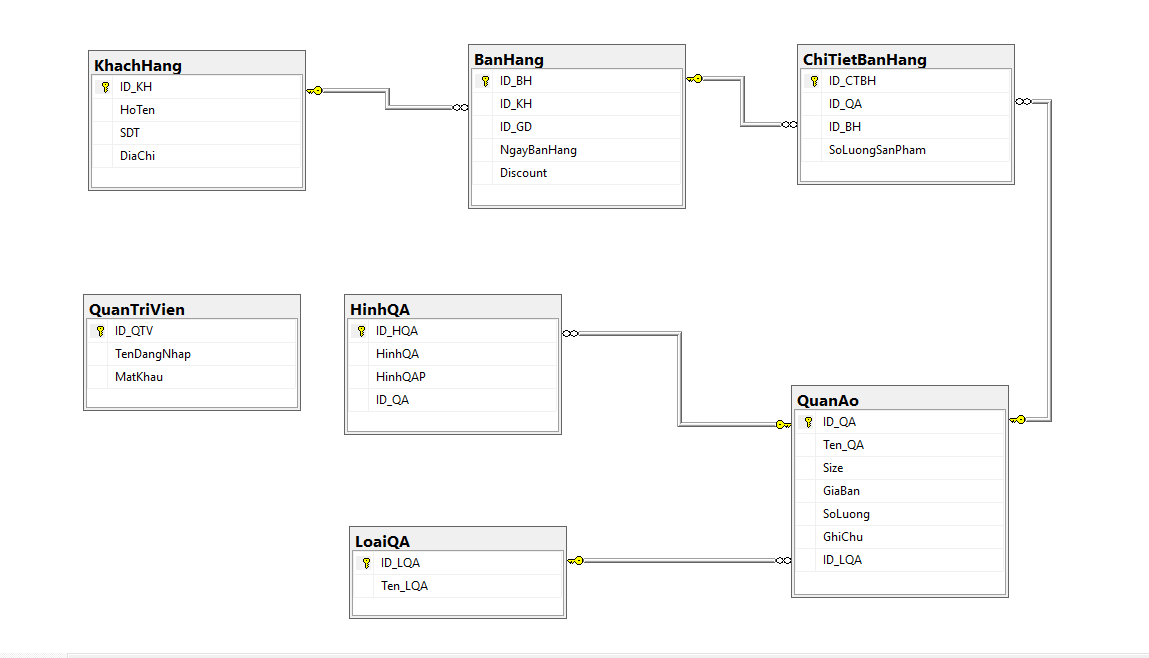 KhachHang
ID_KH
HoTen
SDT
DiaChi
BanHang
ID_BH
ID_KH
ID_GD
NgayBanHang
Discount
ChiTietBanHang
ID_CTBH
ID_QA
ID_BH
SoLuongSanPham
QuanTriVien
ID_QTV
TenDangNhap
MatKhau
HinhQA
ID_HQA
HinhQA
HinhQAP
ID_QA
QuanAo
ID_QA
Ten_QA
Size
GiaBan
SoLuong
GhiChu
ID_LQA
LoaiQA
ID_LQA
Ten_LQA